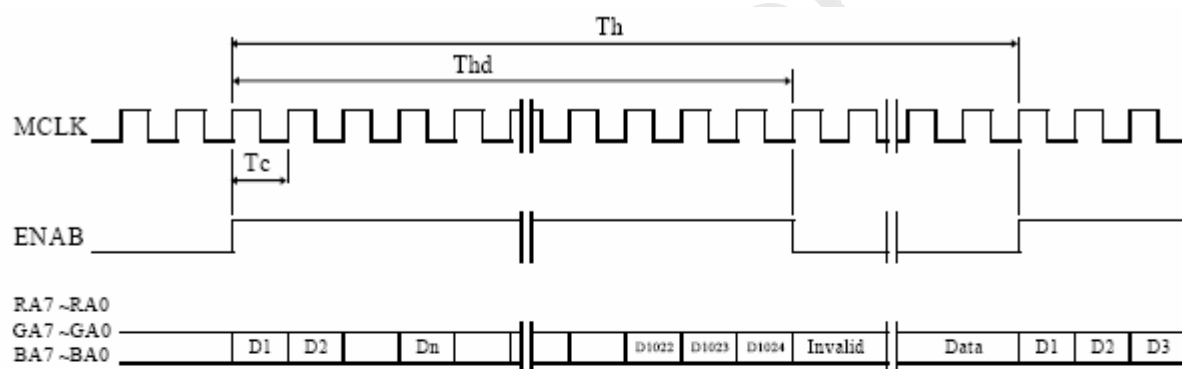 Th
Thd
MCLK
Tc
ENAB
RA7 ~RA0
GA7 ~GA0
BA7 ~BA0
D1 D2 Dn D1022 D1023 D1024 Invalid Data D1 D2 D3